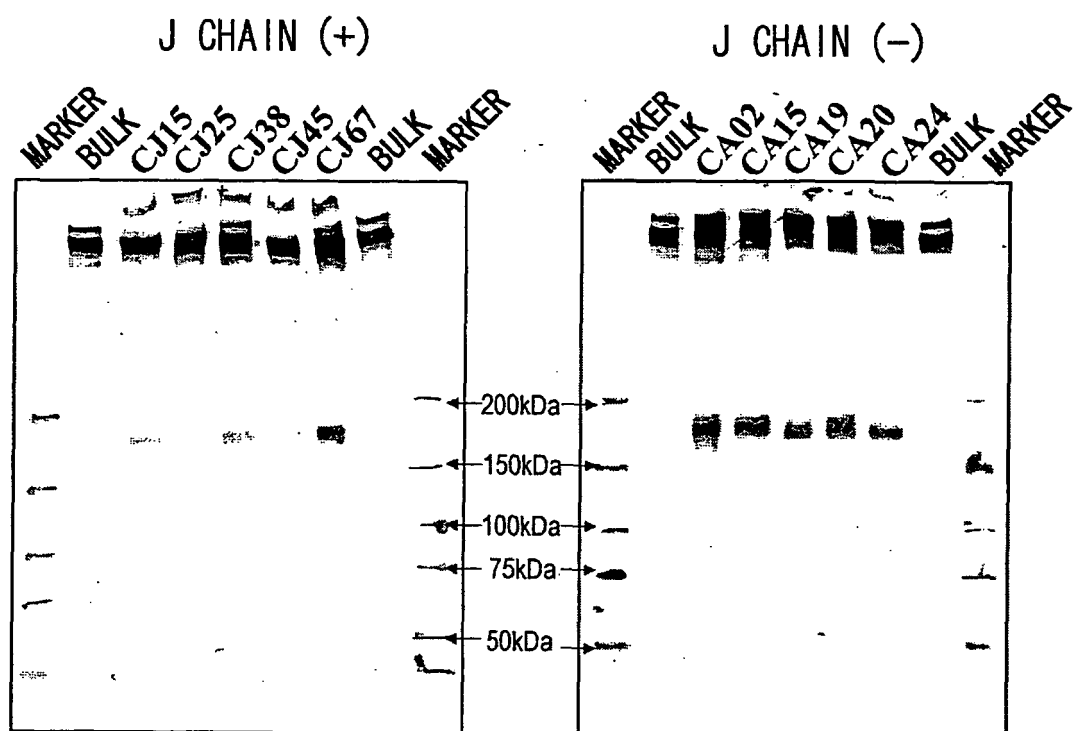 J CHAIN (+)
J CHAIN (-)
MARKER BULK CJ15 CJ25 CJ38 CJ45 CJ67 BULK MARKER
MARKER BULK CA02 CA15 CA19 CA20 CA24 BULK MARKER
200kDa
150kDa
100kDa
75kDa
50kDa